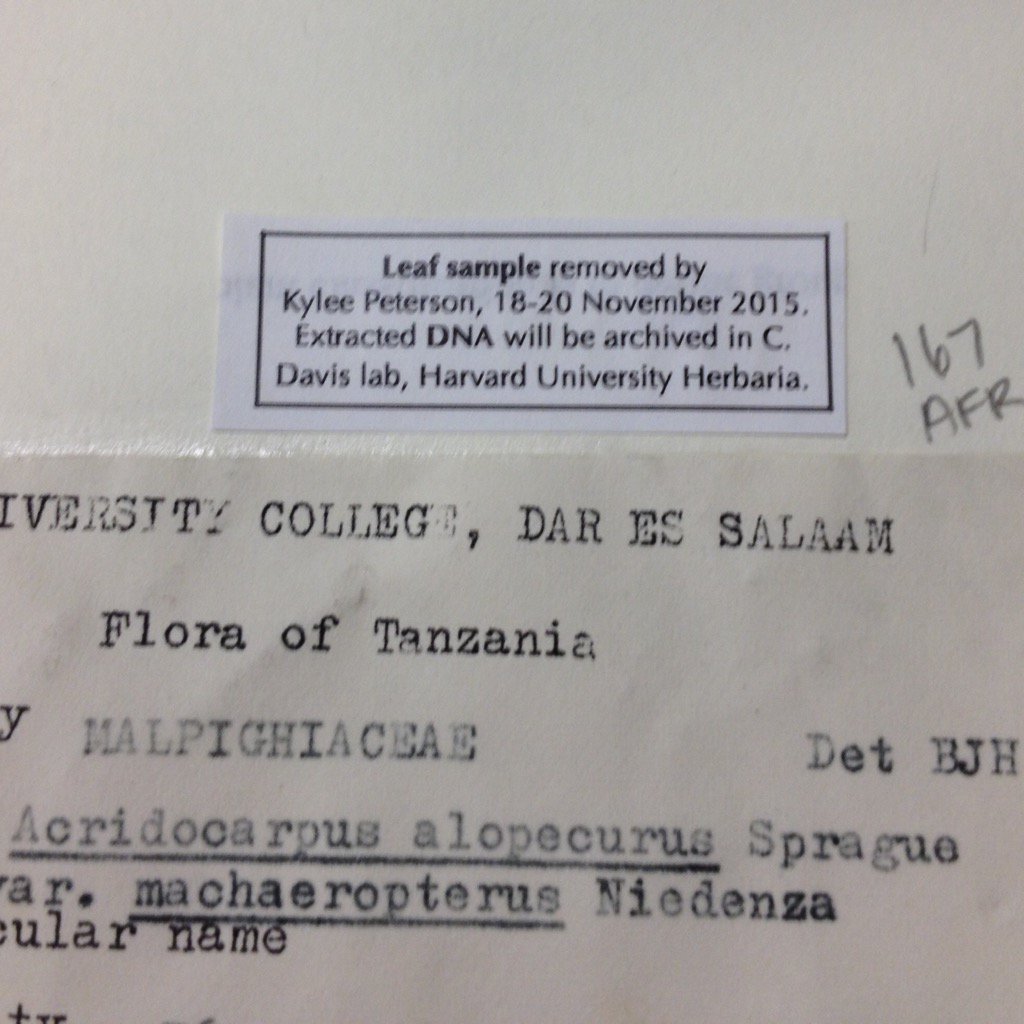 Leaf sample removed by
Kylee Peterson, 18-20 November 2015.
Extracted DNA will be archived in C.
Davis lab, Harvard University Herbaria.
167
AFR
IVERSITY COLLEGE, DAR ES SALAAM
Flora of Tanzania
y MALPIGHIACEAE Det BJH
Acridocarpus alopecurus Sprague
var. machaeropterus Niedenza
cular name
ty